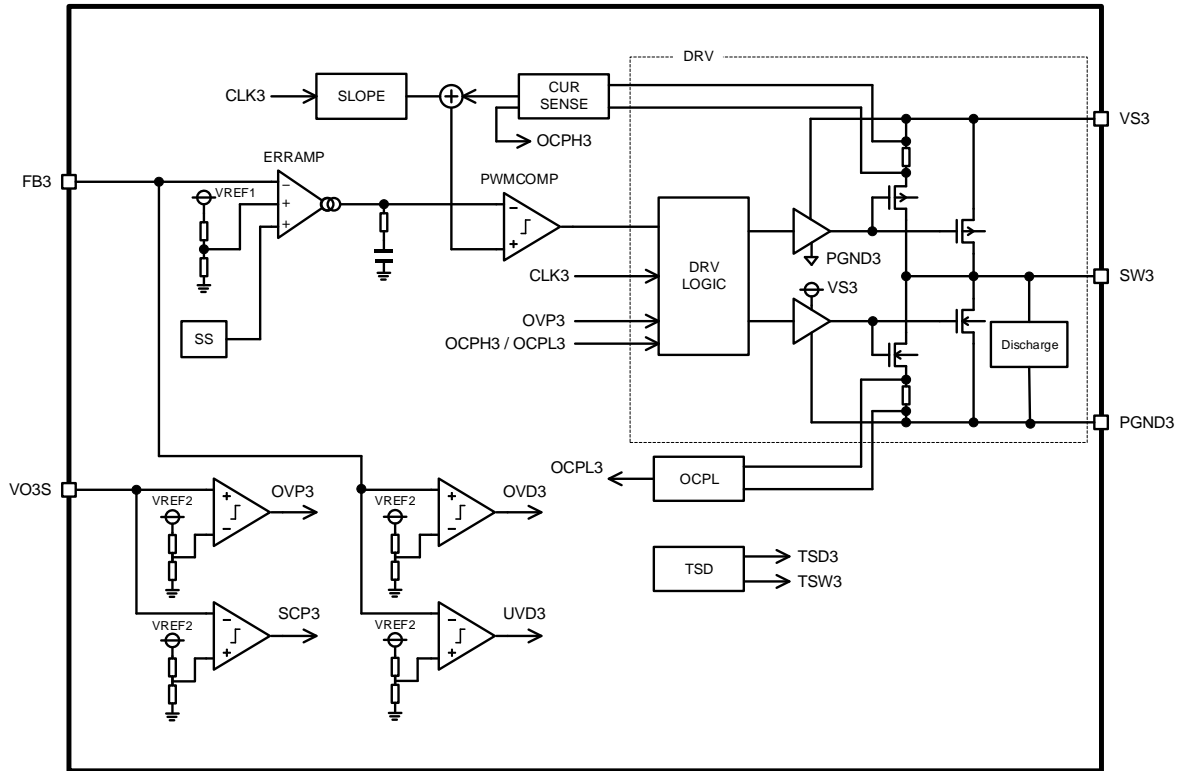 DRV
CLK3
SLOPE
+
CUR
SENSE
OCPH3
VS3
ERRAMP
FB3
VREF1
−
+
+
PWMCOMP
−
+
SS
CLK3
OVP3
OCPH3 / OCPL3
DRV
LOGIC
PGND3
VS3
SW3
Discharge
PGND3
OCPL3
OCPL
VO3S
VREF2
+
−
OVP3
VREF2
+
−
OVD3
TSD
TSD3
TSW3
VREF2
−
+
SCP3
VREF2
−
+
UVD3